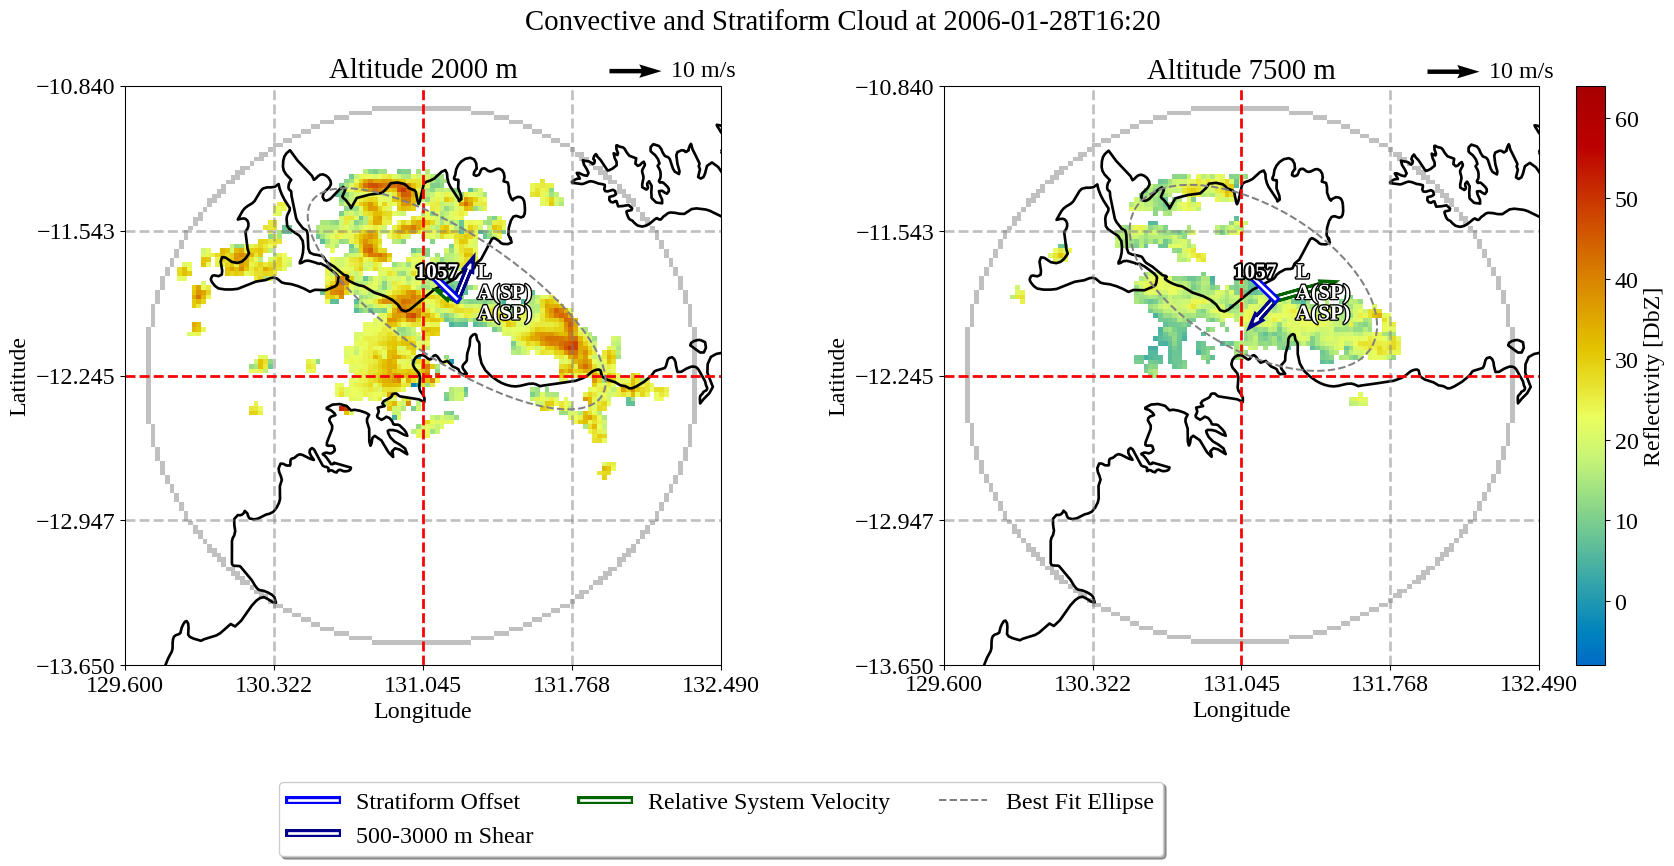 Convective and Stratiform Cloud at 2006-01-28T16:20
Altitude 2000 m
10 m/s
−10.840
−11.543
−12.245
−12.947
−13.650
129.600
130.322
131.045
131.768
132.490
Latitude
Longitude
1057
L
A(SP)
A(SP)
Altitude 7500 m
10 m/s
−10.840
−11.543
−12.245
−12.947
−13.650
129.600
130.322
131.045
131.768
132.490
Latitude
Longitude
1057
L
A(SP)
A(SP)
60
50
40
30
20
10
0
Reflectivity [DbZ]
Stratiform Offset
Relative System Velocity
Best Fit Ellipse
500-3000 m Shear